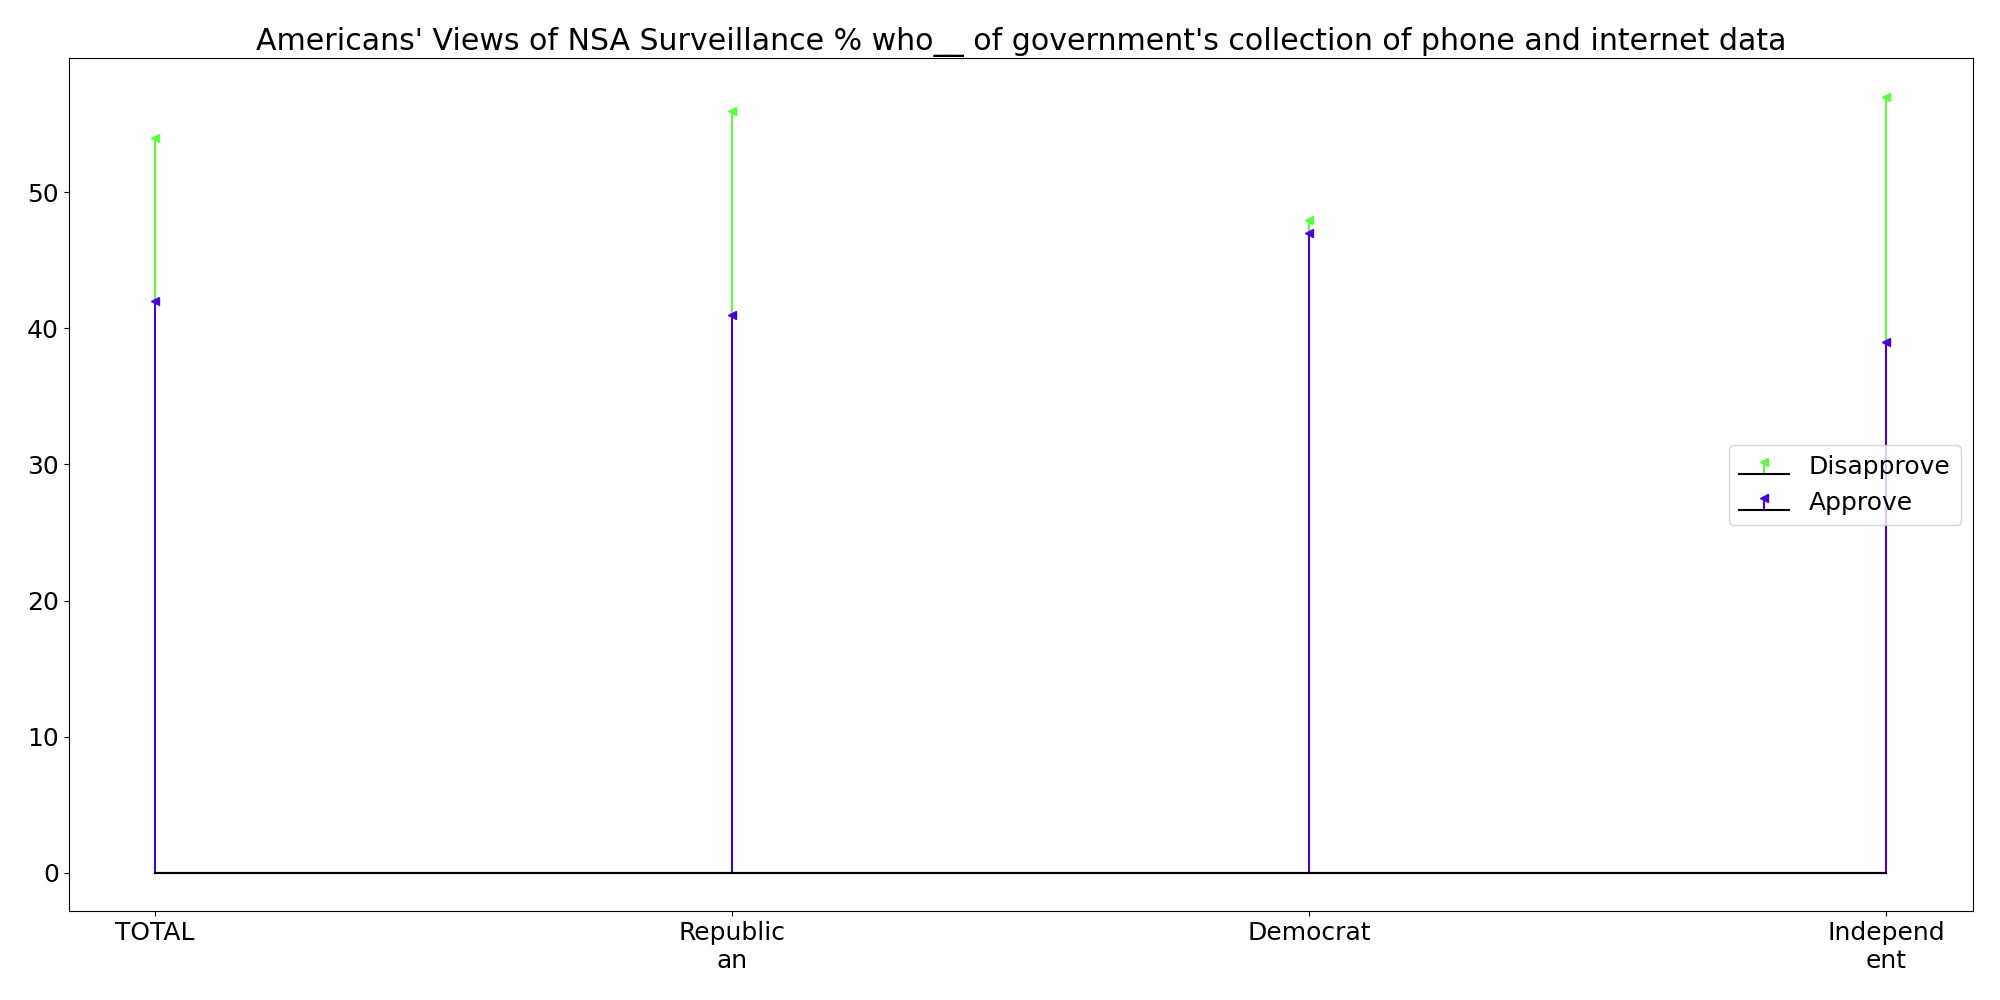 Americans' Views of NSA Surveillance % who__ of government's collection of phone and internet data
50
40
30
20
10
0
Disapprove
Approve
TOTAL
Republic
an
Democrat
Independ
ent